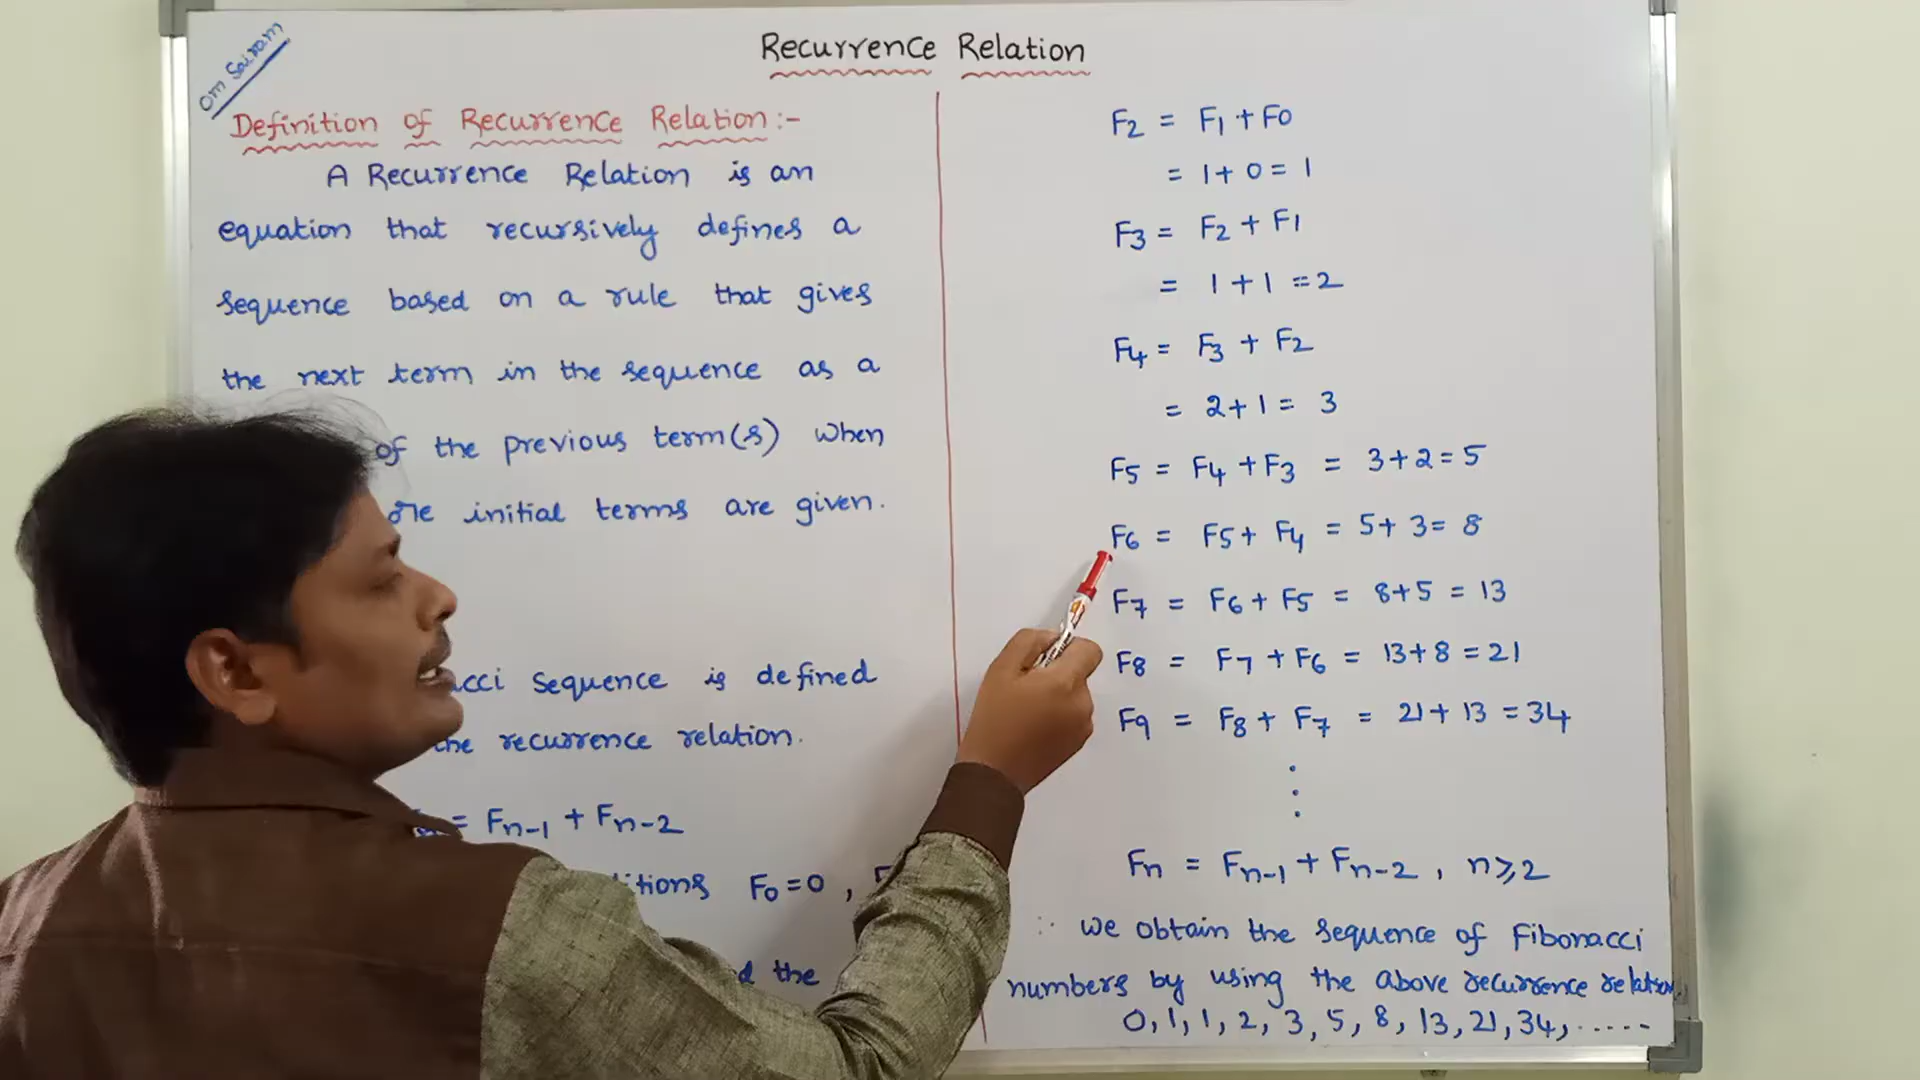 Om Sairam
Recurrence Relation
Definition of Recurrence Relation:-
A Recurrence Relation is an
equation that recursively defines a
sequence based on a rule that gives
the next term in the sequence as a
of the previous term(s) when
initial terms are given.
sequence is defined
the recurrence relation.
= Fn-1 + Fn-2
F0=0 ,
the
F2 = F1 + F0
= 1+0=1
F3 = F2 + F1
= 1+1=2
F4 = F3 + F2
= 2+1= 3
F5 = F4 + F3 = 3+2=5
F6 = F5+ F4 = 5+3= 8
F7 = F6+ F5 = 8+5 = 13
F8 = F7 + F6 = 13+8 =21
F9 = F8 + F7 = 21+ 13 =34
⋮
Fn = Fn-1 + Fn-2 , n≥2
∴ we obtain the sequence of Fibonacci
numbers by using the above recurrence relation.
0,1,1,2,3,5,8,13,21,34,.....